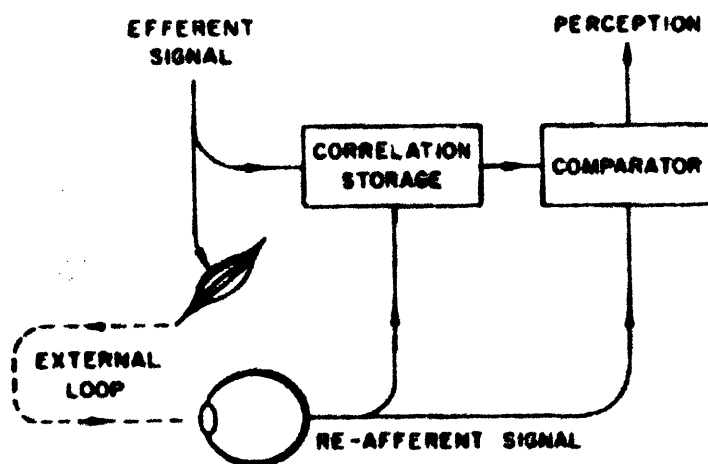 EFFERENT
SIGNAL
PERCEPTION
CORRELATION
STORAGE
COMPARATOR
EXTERNAL
LOOP
RE-AFFERENT SIGNAL